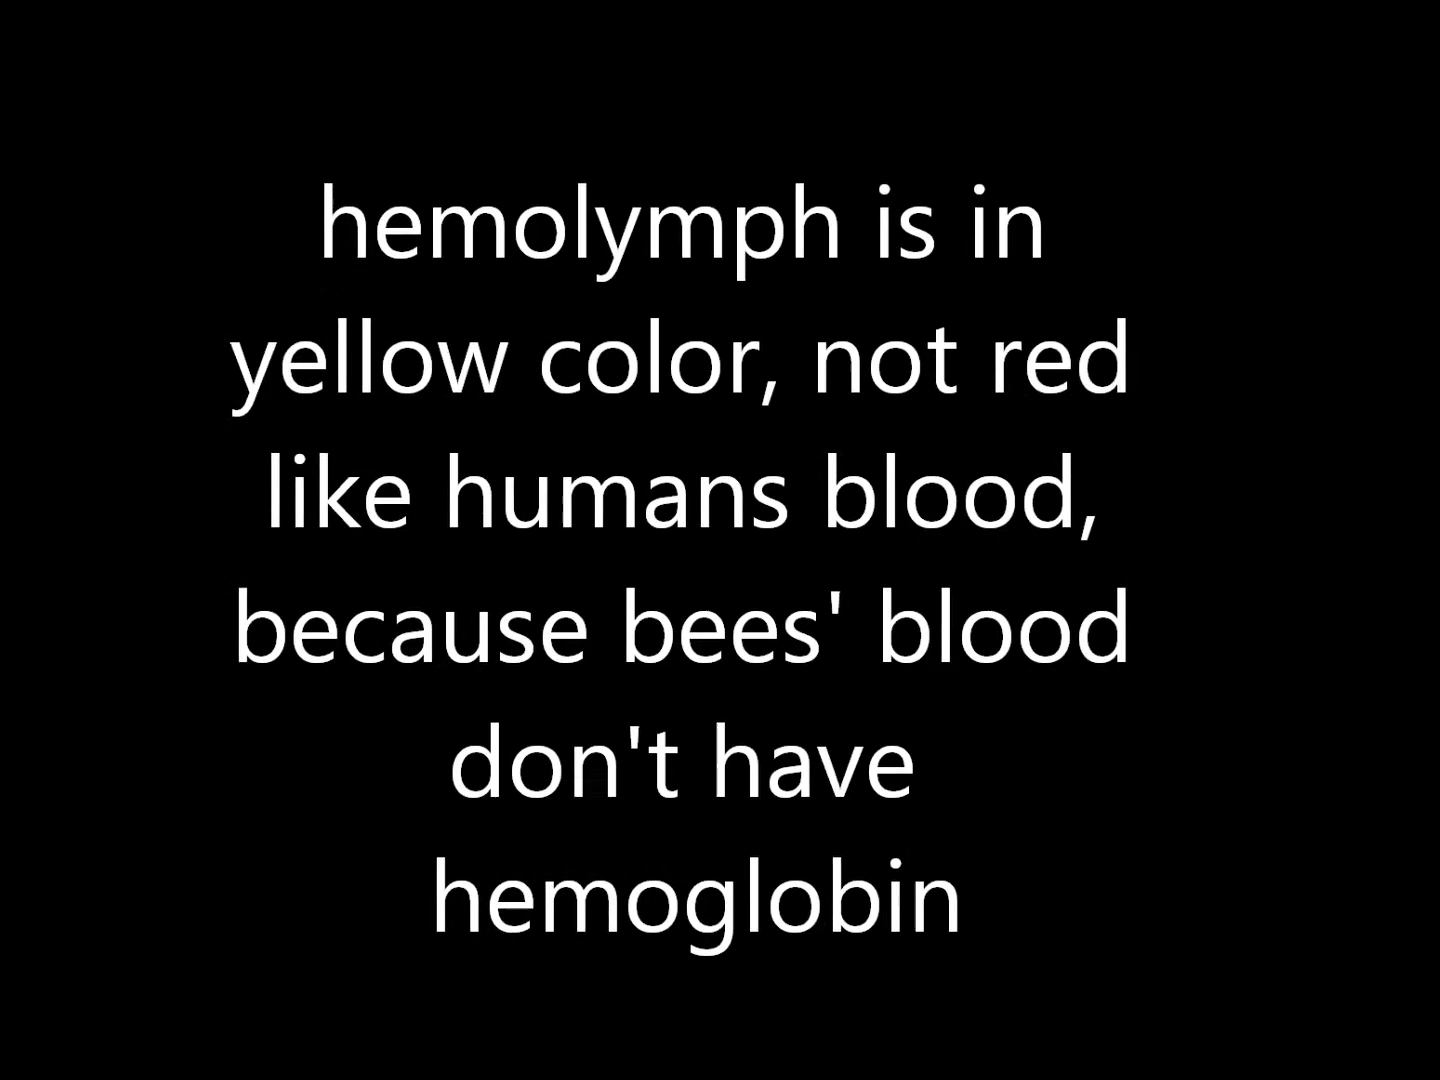 hemolymph is in
yellow color, not red
like humans blood,
because bees' blood
don't have
hemoglobin